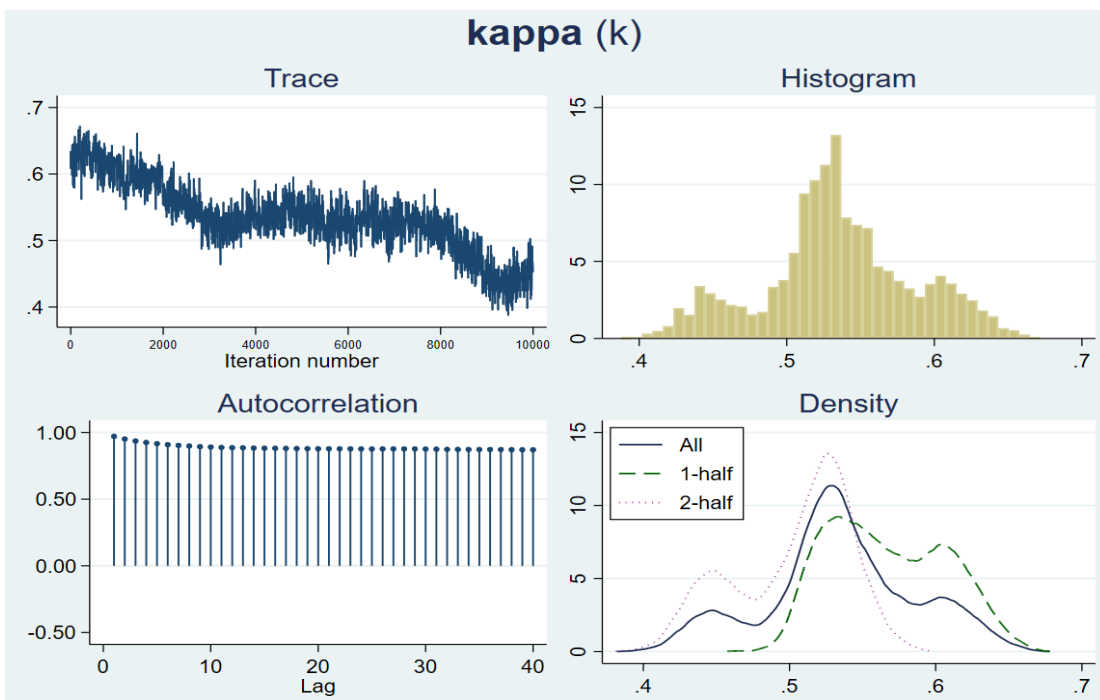 kappa (k)
Trace
.7
.6
.5
.4
0 2000 4000 6000 8000 10000
Iteration number
Histogram
15
10
5
0
.4 .5 .6 .7
Autocorrelation
1.00
0.50
0.00
-0.50
0 10 20 30 40
Lag
Density
15
10
5
0
All
1-half
2-half
.4 .5 .6 .7